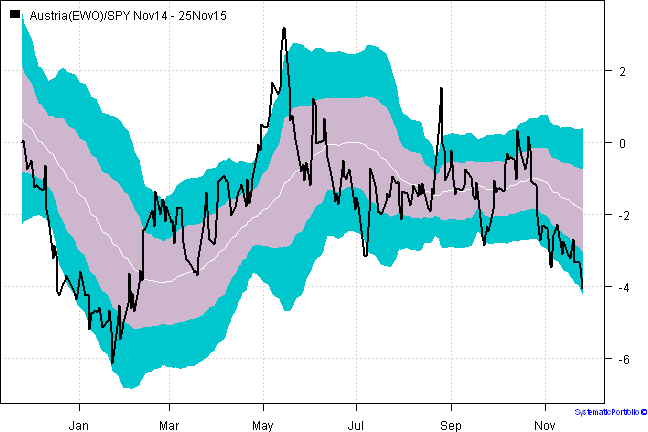 Austria(EWO)/SPY Nov14 - 25Nov15
2
0
-2
-4
-6
Jan Mar May Jul Sep Nov
SystematicPortfolio ©